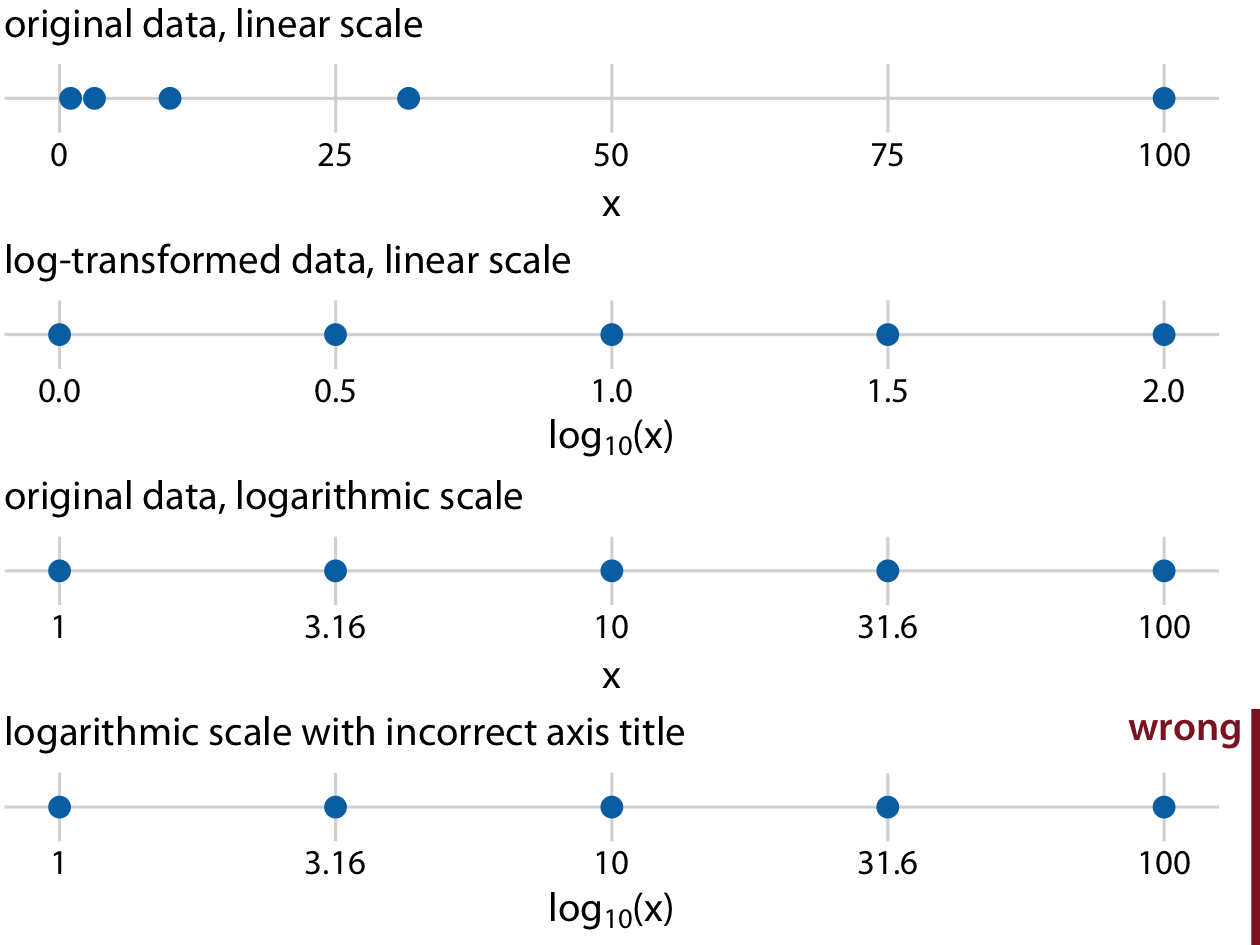 original data, linear scale
0 25 50 75 100
x
log-transformed data, linear scale
0.0 0.5 1.0 1.5 2.0
log₁₀(x)
original data, logarithmic scale
1 3.16 10 31.6 100
x
logarithmic scale with incorrect axis title wrong
1 3.16 10 31.6 100
log₁₀(x)